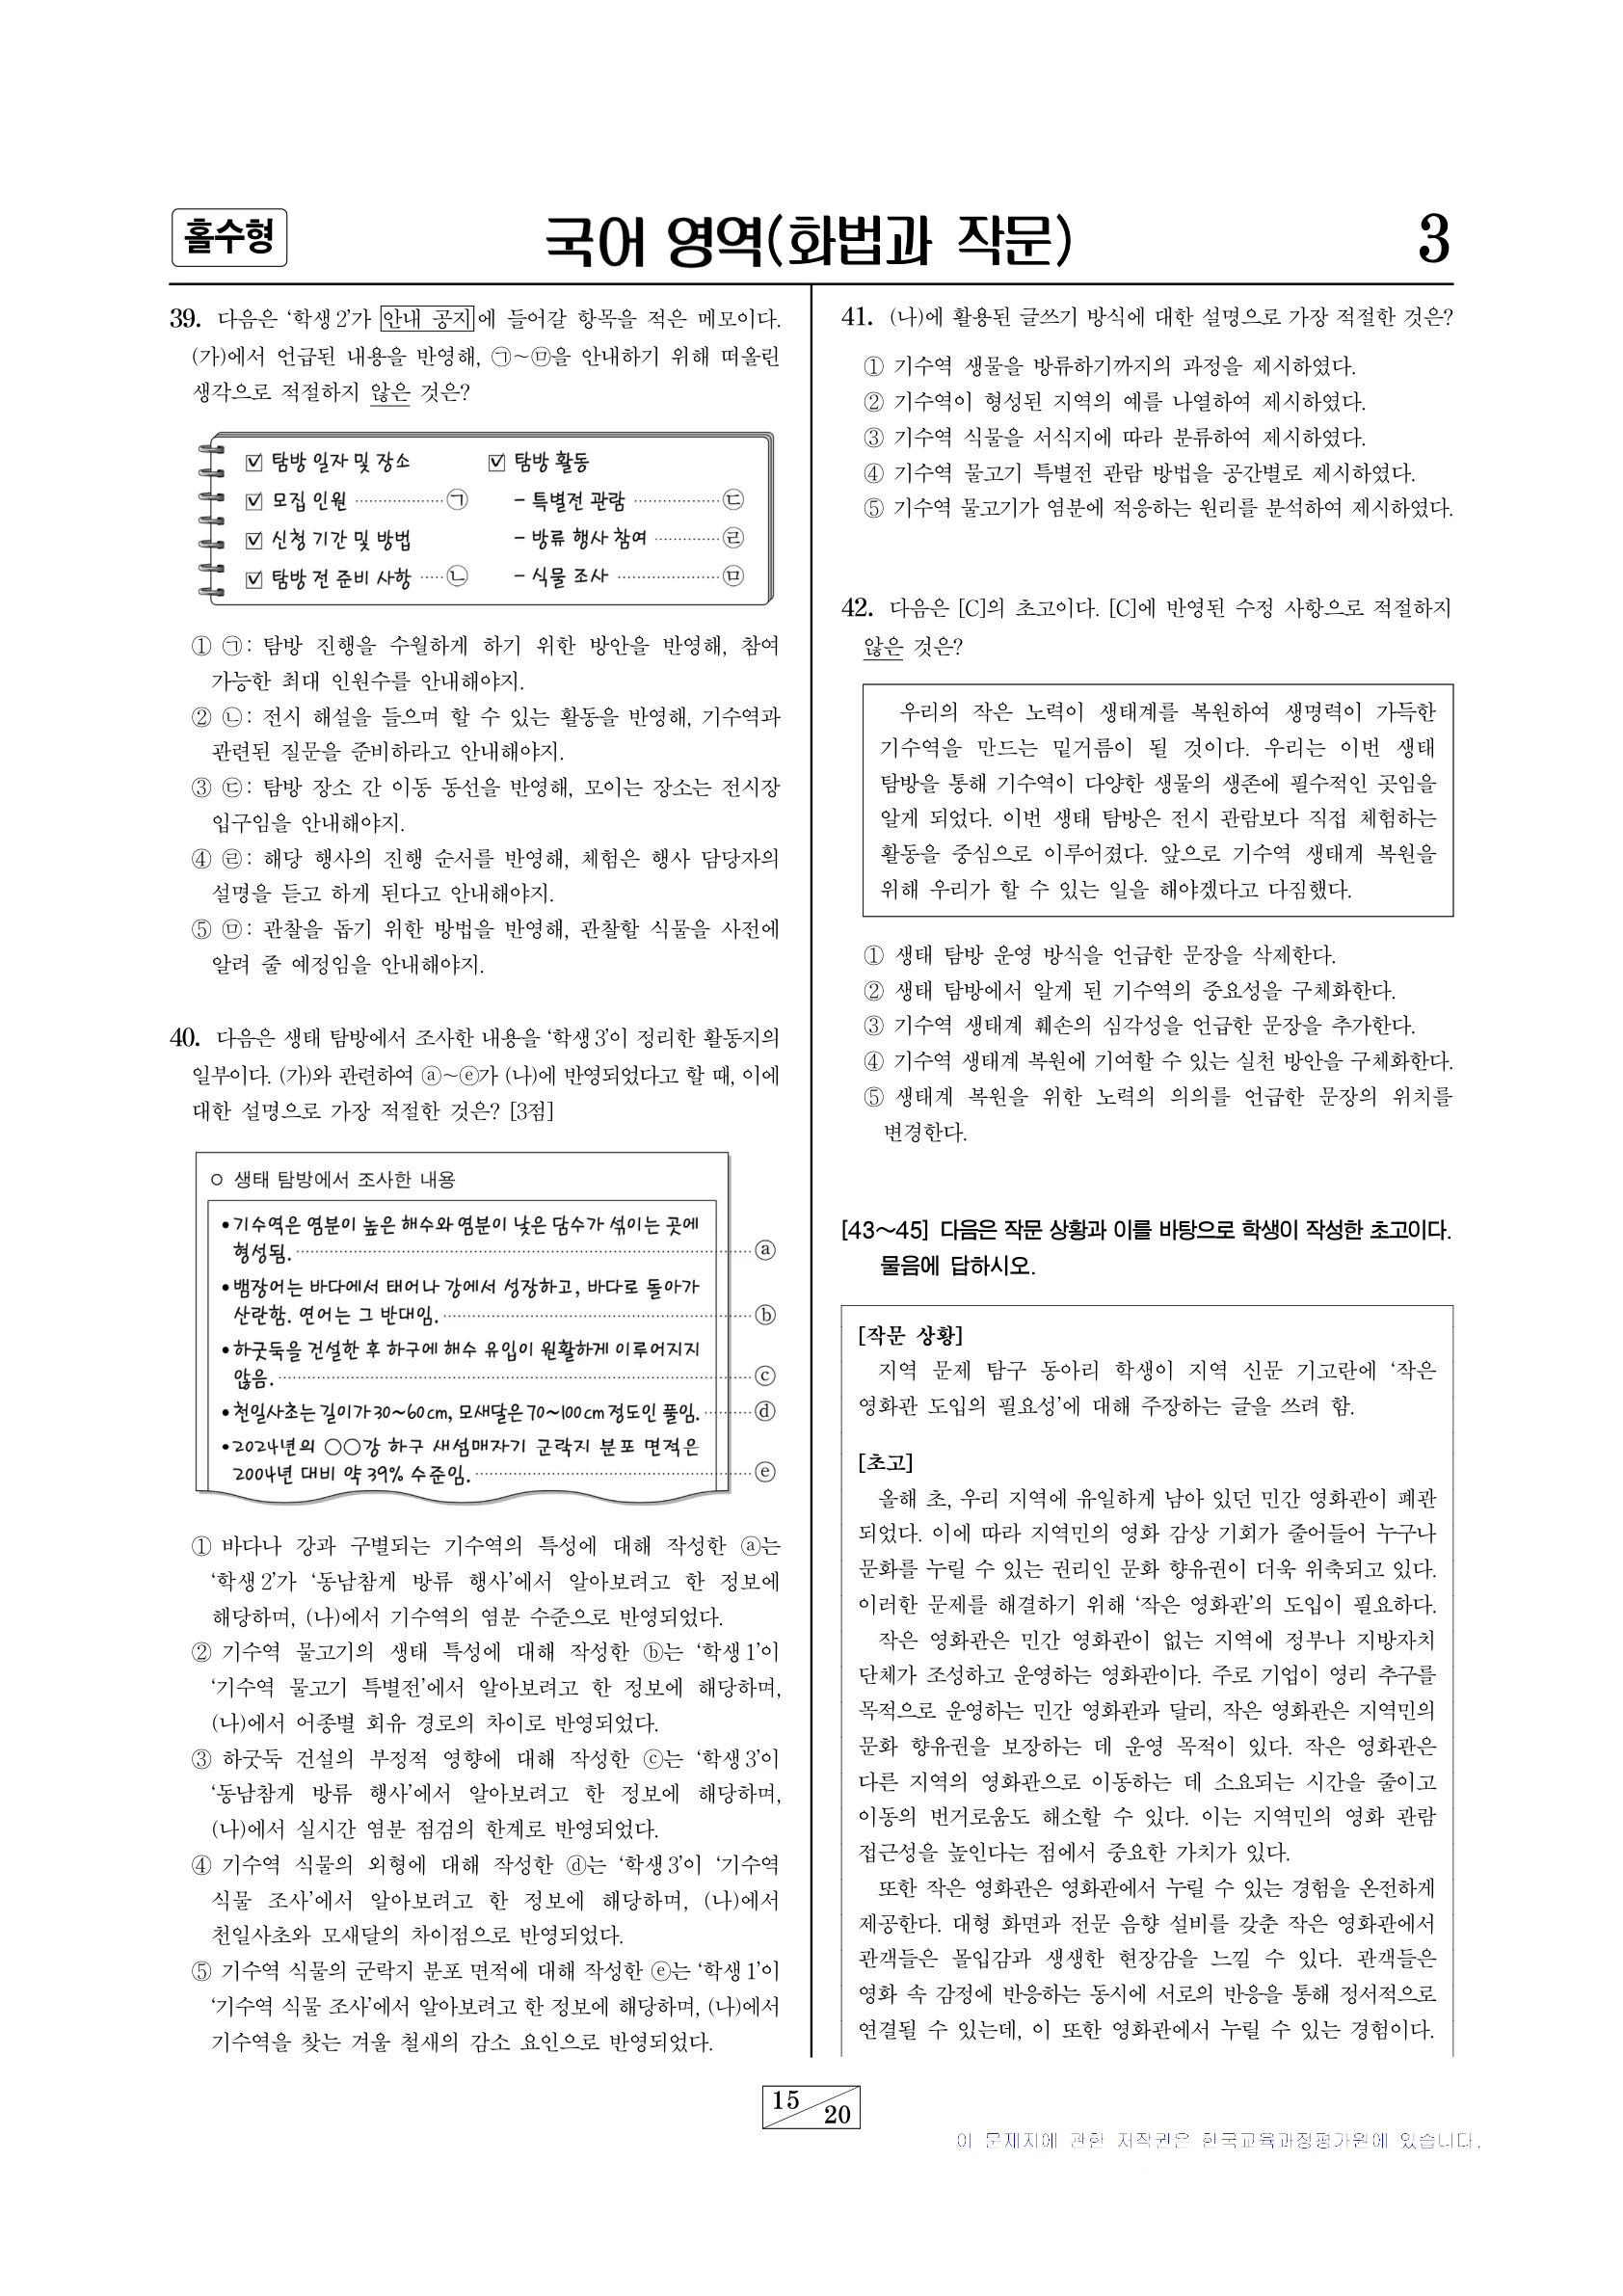 홀수형
국어 영역(화법과 작문)
3
39. 다음은 ‘학생 2’가 안내 공지에 들어갈 항목을 적은 메모이다.
(가)에서 언급된 내용을 반영해, ㉠~㉤을 안내하기 위해 떠올린
생각으로 적절하지 않은 것은?
☑ 탐방 일자 및 장소
☑ 모집 인원 ················· ㉠
☑ 신청 기간 및 방법
☑ 탐방 전 준비 사항 ····· ㉡
☑ 탐방 활동
- 특별전 관람 ················ ㉢
- 방류 행사 참여 ············ ㉣
- 식물 조사 ··················· ㉤
① ㉠: 탐방 진행을 수월하게 하기 위한 방안을 반영해, 참여
가능한 최대 인원수를 안내해야지.
② ㉡: 전시 해설을 들으며 할 수 있는 활동을 반영해, 기수역과
관련된 질문을 준비하라고 안내해야지.
③ ㉢: 탐방 장소 간 이동 동선을 반영해, 모이는 장소는 전시장
입구임을 안내해야지.
④ ㉣: 해당 행사의 진행 순서를 반영해, 체험은 행사 담당자의
설명을 듣고 하게 된다고 안내해야지.
⑤ ㉤: 관찰을 돕기 위한 방법을 반영해, 관찰할 식물을 사전에
알려 줄 예정임을 안내해야지.
40. 다음은 생태 탐방에서 조사한 내용을 ‘학생 3’이 정리한 활동지의
일부이다. (가)와 관련하여 ⓐ~ⓔ가 (나)에 반영되었다고 할 때, 이에
대한 설명으로 가장 적절한 것은? [3점]
○ 생태 탐방에서 조사한 내용
• 기수역은 염분이 높은 해수와 염분이 낮은 담수가 섞이는 곳에
형성됨. ················· ⓐ
• 뱀장어는 바다에서 태어나 강에서 성장하고, 바다로 돌아가
산란함. 연어는 그 반대임. ················· ⓑ
• 하굿둑을 건설한 후 하구에 해수 유입이 원활하게 이루어지지
않음. ················· ⓒ
• 천일사초는 길이가 30~60cm, 모새달은 70~100cm 정도인 풀임. ········ ⓓ
• 2024년의 ○○강 하구 새섬매자기 군락지 분포 면적은
2004년 대비 약 39% 수준임. ················· ⓔ
① 바다나 강과 구별되는 기수역의 특성에 대해 작성한 ⓐ는
‘학생 2’가 ‘동남참게 방류 행사’에서 알아보려고 한 정보에
해당하며, (나)에서 기수역의 염분 수준으로 반영되었다.
② 기수역 물고기의 생태 특성에 대해 작성한 ⓑ는 ‘학생 1’이
‘기수역 물고기 특별전’에서 알아보려고 한 정보에 해당하며,
(나)에서 어종별 회유 경로의 차이로 반영되었다.
③ 하굿둑 건설의 부정적 영향에 대해 작성한 ⓒ는 ‘학생 3’이
‘동남참게 방류 행사’에서 알아보려고 한 정보에 해당하며,
(나)에서 실시간 염분 점검의 한계로 반영되었다.
④ 기수역 식물의 외형에 대해 작성한 ⓓ는 ‘학생 3’이 ‘기수역
식물 조사’에서 알아보려고 한 정보에 해당하며, (나)에서
천일사초와 모새달의 차이점으로 반영되었다.
⑤ 기수역 식물의 군락지 분포 면적에 대해 작성한 ⓔ는 ‘학생 1’이
‘기수역 식물 조사’에서 알아보려고 한 정보에 해당하며, (나)에서
기수역을 찾는 겨울 철새의 감소 요인으로 반영되었다.
41. (나)에 활용된 글쓰기 방식에 대한 설명으로 가장 적절한 것은?
① 기수역 생물을 방류하기까지의 과정을 제시하였다.
② 기수역이 형성된 지역의 예를 나열하여 제시하였다.
③ 기수역 식물을 서식지에 따라 분류하여 제시하였다.
④ 기수역 물고기 특별전 관람 방법을 공간별로 제시하였다.
⑤ 기수역 물고기가 염분에 적응하는 원리를 분석하여 제시하였다.
42. 다음은 [C]의 초고이다. [C]에 반영된 수정 사항으로 적절하지
않은 것은?
우리의 작은 노력이 생태계를 복원하여 생명력이 가득한
기수역을 만드는 밑거름이 될 것이다. 우리는 이번 생태
탐방을 통해 기수역이 다양한 생물의 생존에 필수적인 곳임을
알게 되었다. 이번 생태 탐방은 전시 관람보다 직접 체험하는
활동을 중심으로 이루어졌다. 앞으로 기수역 생태계 복원을
위해 우리가 할 수 있는 일을 해야겠다고 다짐했다.
① 생태 탐방 운영 방식을 언급한 문장을 삭제한다.
② 생태 탐방에서 알게 된 기수역의 중요성을 구체화한다.
③ 기수역 생태계 훼손의 심각성을 언급한 문장을 추가한다.
④ 기수역 생태계 복원에 기여할 수 있는 실천 방안을 구체화한다.
⑤ 생태계 복원을 위한 노력의 의의를 언급한 문장의 위치를
변경한다.
[43~45] 다음은 작문 상황과 이를 바탕으로 학생이 작성한 초고이다.
물음에 답하시오.
[작문 상황]
지역 문제 탐구 동아리 학생이 지역 신문 기고란에 ‘작은
영화관 도입의 필요성’에 대해 주장하는 글을 쓰려 함.
[초고]
올해 초, 우리 지역에 유일하게 남아 있던 민간 영화관이 폐관
되었다. 이에 따라 지역민의 영화 감상 기회가 줄어들어 누구나
문화를 누릴 수 있는 권리인 문화 향유권이 더욱 위축되고 있다.
이러한 문제를 해결하기 위해 ‘작은 영화관’의 도입이 필요하다.
작은 영화관은 민간 영화관이 없는 지역에 정부나 지방자치
단체가 조성하고 운영하는 영화관이다. 주로 기업이 영리 추구를
목적으로 운영하는 민간 영화관과 달리, 작은 영화관은 지역민의
문화 향유권을 보장하는 데 운영 목적이 있다. 작은 영화관은
다른 지역의 영화관으로 이동하는 데 소요되는 시간을 줄이고
이동의 번거로움도 해소할 수 있다. 이는 지역민의 영화 관람
접근성을 높인다는 점에서 중요한 가치가 있다.
또한 작은 영화관은 영화관에서 누릴 수 있는 경험을 온전하게
제공한다. 대형 화면과 전문 음향 설비를 갖춘 작은 영화관에서
관객들은 몰입감과 생생한 현장감을 느낄 수 있다. 관객들은
영화 속 감정에 반응하는 동시에 서로의 반응을 통해 정서적으로
연결될 수 있는데, 이 또한 영화관에서 누릴 수 있는 경험이다.
15
20
이 문제지에 관한 저작권은 한국교육과정평가원에 있습니다.